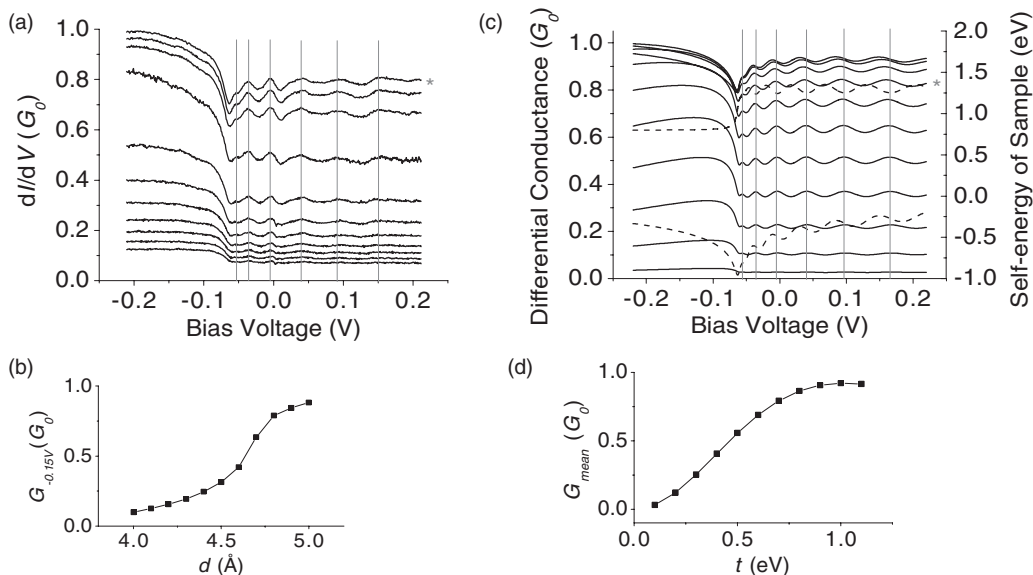 (a)
dI/dV (G0)
1.0
0.8
0.6
0.4
0.2
0.0
*
-0.2 -0.1 0.0 0.1 0.2
Bias Voltage (V)
(c)
Differential Conductance (G0)
1.0
0.8
0.6
0.4
0.2
0.0
*
2.0
1.5
1.0
0.5
0.0
-0.5
-1.0
Self-energy of Sample (eV)
-0.2 -0.1 0.0 0.1 0.2
Bias Voltage (V)
(b)
G-0.15V (G0)
1.0
0.5
0.0
4.0 4.5 5.0
d (Å)
(d)
Gmean (G0)
1.0
0.5
0.0
0.0 0.5 1.0
t (eV)